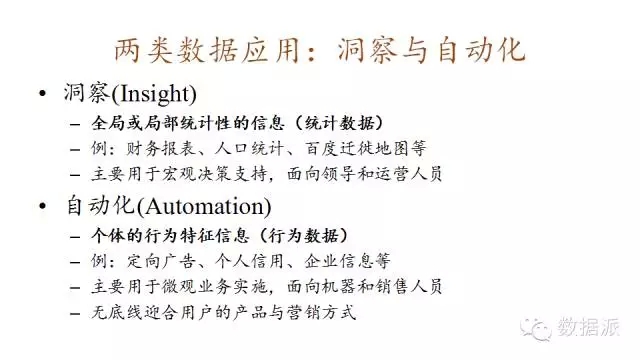 两类数据应用：洞察与自动化
• 洞察(Insight)
– 全局或局部统计性的信息（统计数据）
– 例：财务报表、人口统计、百度迁徙地图等
– 主要用于宏观决策支持，面向领导和运营人员
• 自动化(Automation)
– 个体的行为特征信息（行为数据）
– 例：定向广告、个人信用、企业信息等
– 主要用于微观业务实施，面向机器和销售人员
– 无底线迎合用户的产品与营销方式
数据派